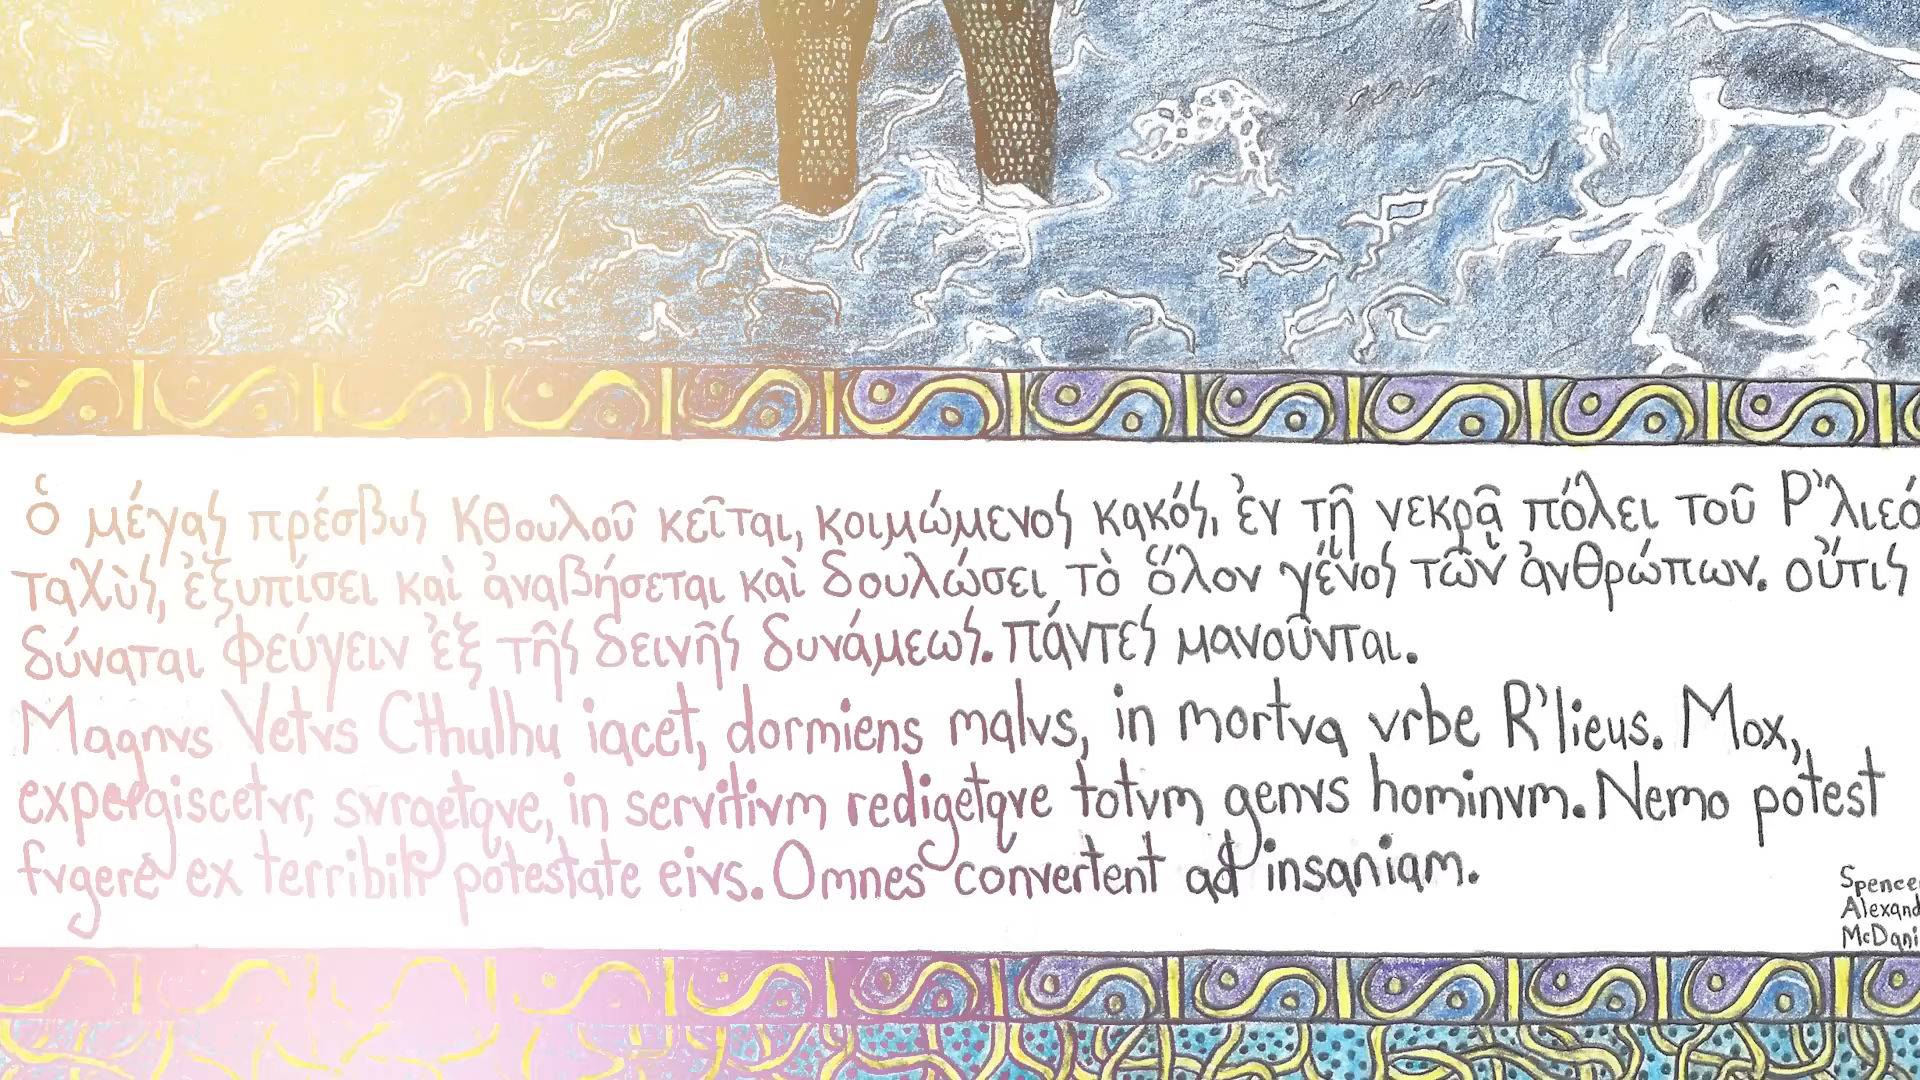 ὁ μέγας πρέσβυς Κθουλοῦ κεῖται, κοιμώμενος κακός, ἐν τῇ νεκρᾷ πόλει τοῦ Ρ'λιεό
ταχὺς, ἐξυπίσει καὶ ἀναβήσεται καὶ δουλώσει τὸ ὅλον γένος τῶν ἀνθρώπων. οὔτις
δύναται φεύγειν ἐξ τῆς δεινῆς δυνάμεως. πάντες μανοῦνται.
Magnvs Vetvs Cthulhu iacet, dormiens malvs, in mortva vrbe R'lieus. Mox,
expergiscetvr, svrgetqve, in servitivm redigetqve totvm genvs hominvm. Nemo potest
fvgere ex terribili potestate eivs. Omnes convertent ad insaniam.
Spencer
Alexand
McDani